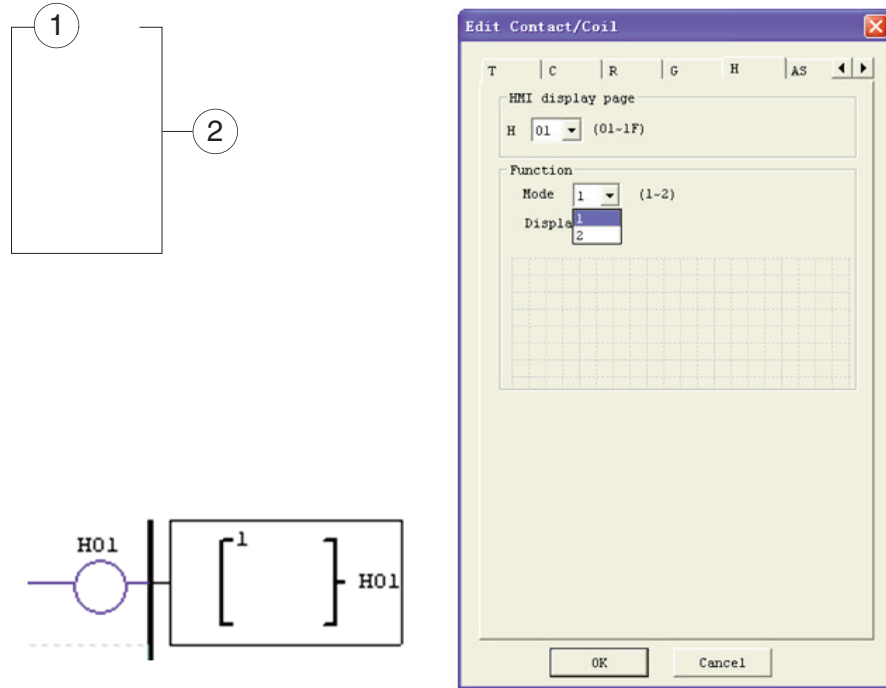 1
2
H01
1
H01
Edit Contact/Coil
T C R G H AS
HMI display page
H 01 (01~1F)
Function
Mode 1 (1~2)
Displa
1
2
OK Cancel